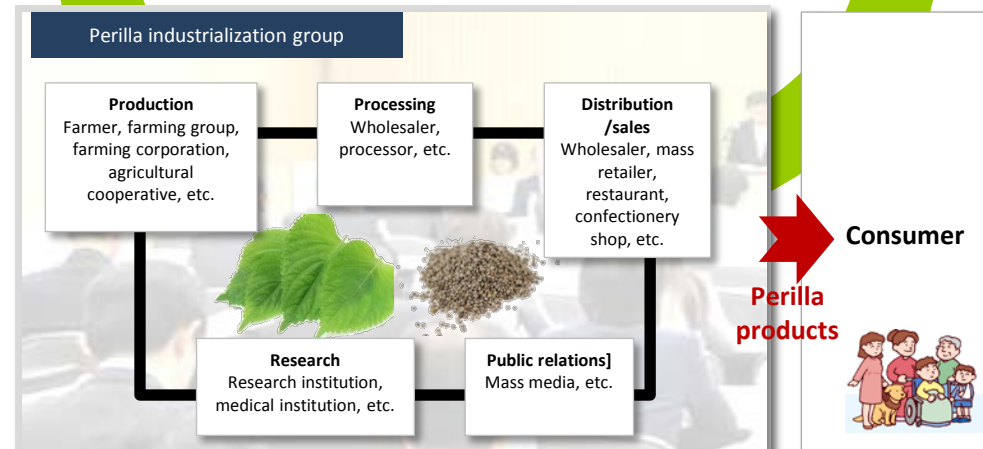 Perilla industrialization group
Production
Farmer, farming group,
farming corporation,
agricultural
cooperative, etc.
Processing
Wholesaler,
processor, etc.
Distribution
/sales
Wholesaler, mass
retailer,
restaurant,
confectionery
shop, etc.
Consumer
Perilla
products
Research
Research institution,
medical institution, etc.
Public relations]
Mass media, etc.